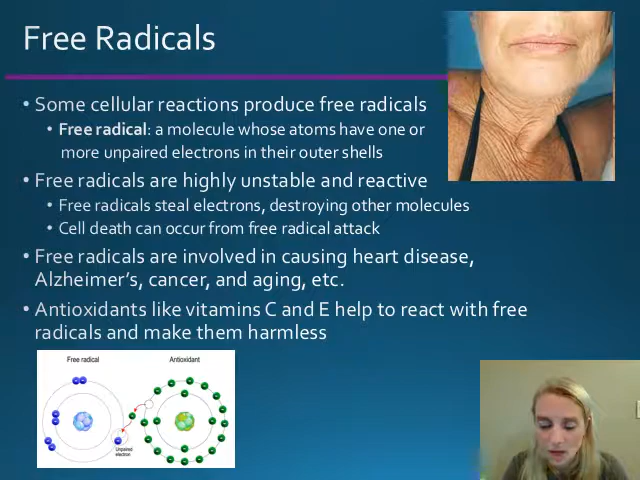 Free Radicals
• Some cellular reactions produce free radicals
• Free radical: a molecule whose atoms have one or
more unpaired electrons in their outer shells
• Free radicals are highly unstable and reactive
• Free radicals steal electrons, destroying other molecules
• Cell death can occur from free radical attack
• Free radicals are involved in causing heart disease,
Alzheimer's, cancer, and aging, etc.
• Antioxidants like vitamins C and E help to react with free
radicals and make them harmless
Free radical
Antioxidant
Unpaired
electron